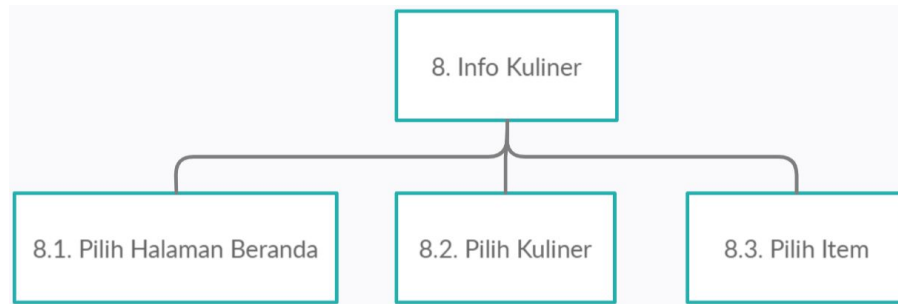 8. Info Kuliner
8.1. Pilih Halaman Beranda
8.2. Pilih Kuliner
8.3. Pilih Item